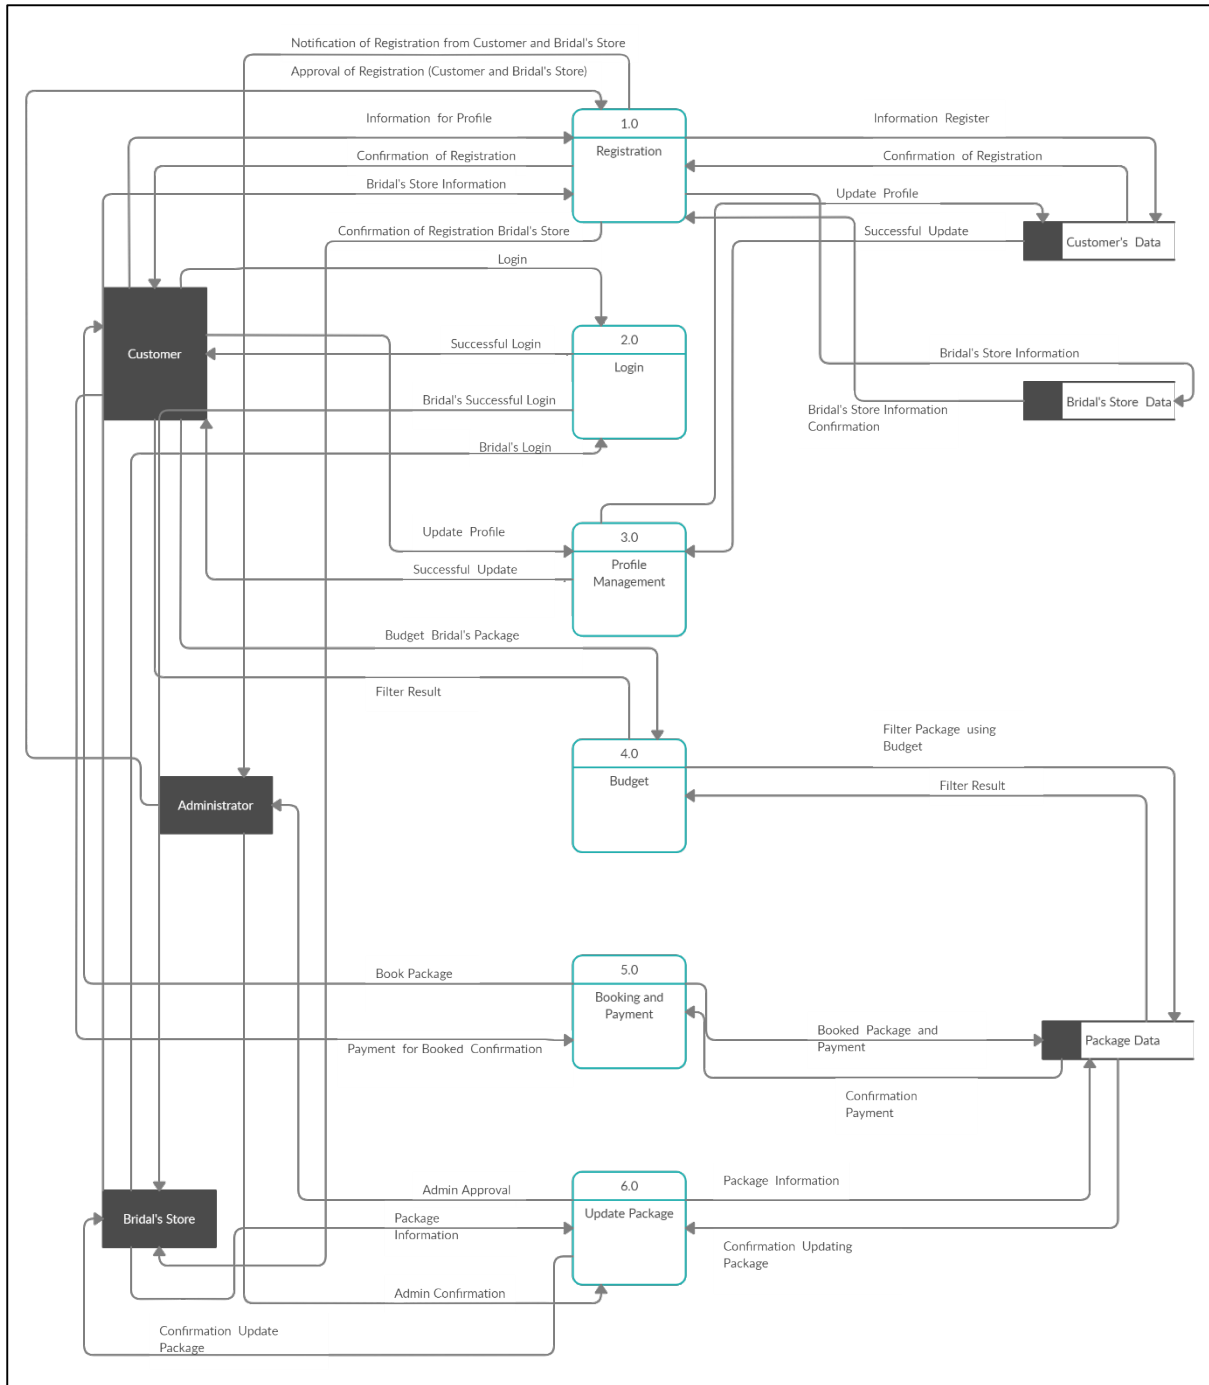 Notification of Registration from Customer and Bridal's Store
Approval of Registration (Customer and Bridal's Store)
Information for Profile
1.0
Information Register
Registration
Confirmation of Registration
Confirmation of Registration
Bridal's Store Information
Update Profile
Confirmation of Registration Bridal's Store
Successful Update
Customer's Data
Login
Customer
2.0
Login
Successful Login
Bridal's Store Information
Bridal's Successful Login
Bridal's Store Data
Bridal's Store Information
Confirmation
Bridal's Login
Update Profile
3.0
Profile
Management
Successful Update
Budget Bridal's Package
Filter Result
Filter Package using
Budget
4.0
Budget
Filter Result
Administrator
Book Package
5.0
Booking and
Payment
Booked Package and
Payment
Package Data
Payment for Booked Confirmation
Confirmation
Payment
Admin Approval
6.0
Update Package
Package Information
Bridal's Store
Package
Information
Confirmation Updating
Package
Admin Confirmation
Confirmation Update
Package